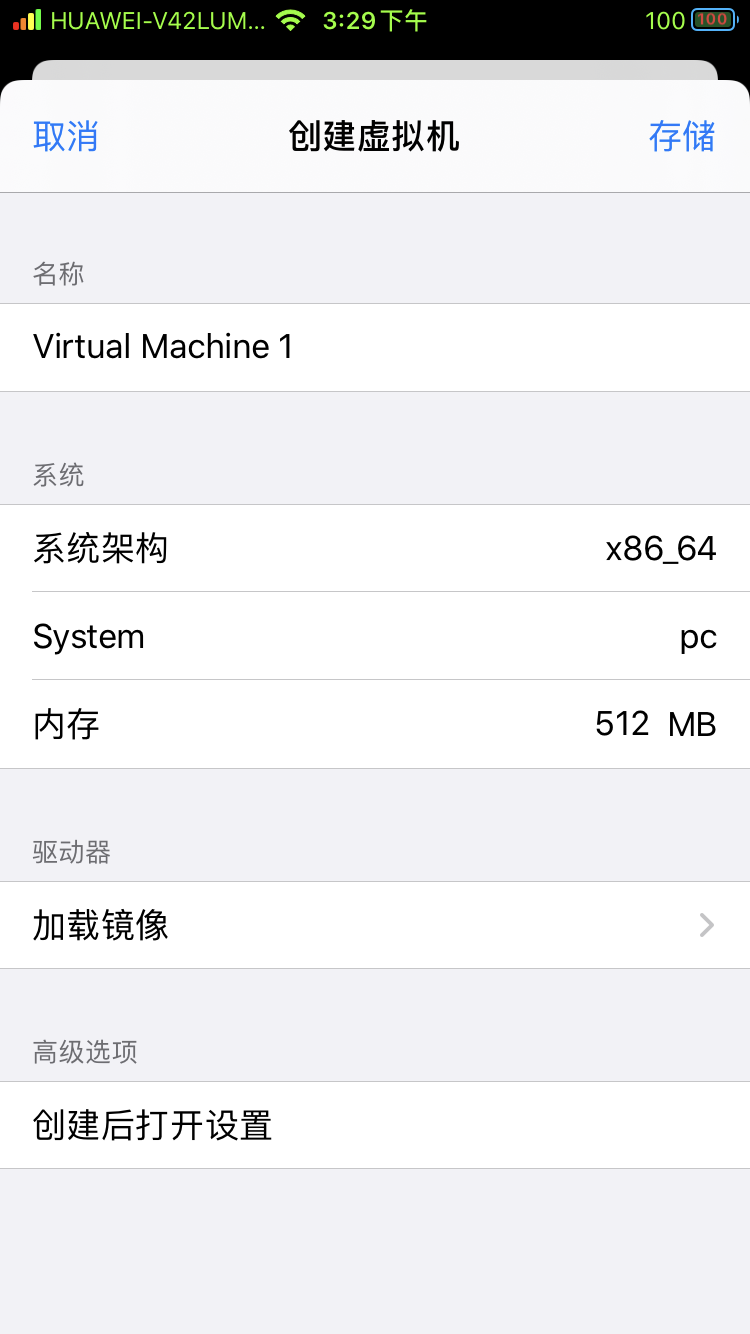 HUAWEI-V42LUM... 3:29下午 100 100
取消 创建虚拟机 存储
名称
Virtual Machine 1
系统
系统架构 x86_64
System pc
内存 512 MB
驱动器
加载镜像
高级选项
创建后打开设置